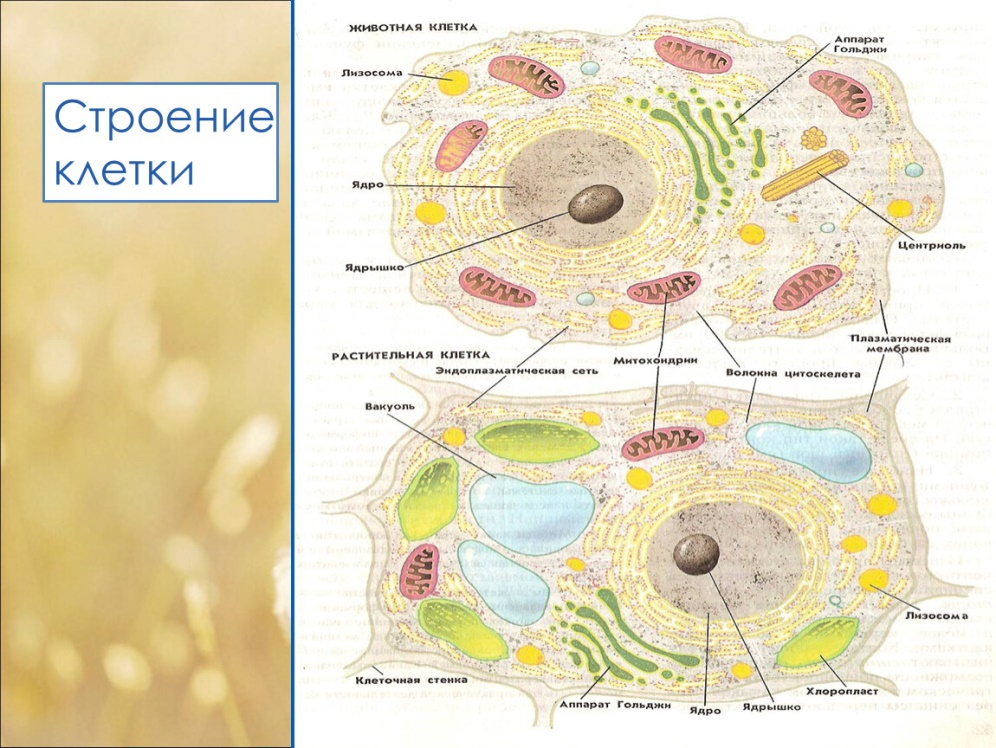 Строение
клетки
ЖИВОТНАЯ КЛЕТКА
Аппарат
Гольджи
Лизосома
Ядро
Центриоль
Ядрышко
Плазматическая
мембрана
РАСТИТЕЛЬНАЯ КЛЕТКА
Митохондрии
Эндоплазматическая сеть
Волокна цитоскелета
Вакуоль
Лизосома
Клеточная стенка
Хлоропласт
Аппарат Гольджи
Ядро
Ядрышко